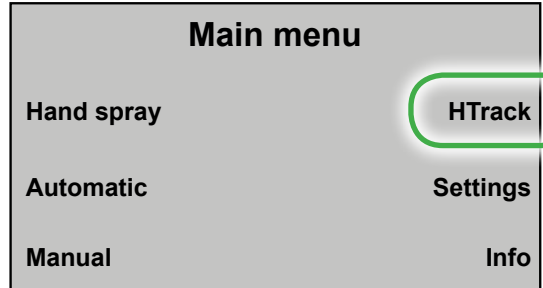 Main menu
Hand spray HTrack
Automatic Settings
Manual Info